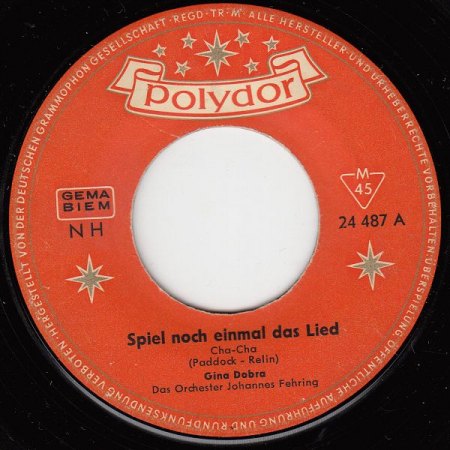 HERGESTELLT VON DER DEUTSCHEN GRAMMOPHON GESELLSCHAFT · REGD · TR · M · ALLE HERSTELLER- UND URHEBERRECHTE VORBEHALTEN · ÜBERSPIELUNG, ÖFFENTLICHE AUFFÜHRUNG UND RUNDFUNKSENDUNG VERBOTEN
polydor
GEMA
BIEM
NH
M
45
24 487 A
Spiel noch einmal das Lied
Cha-Cha
(Paddock - Relin)
Gina Dobra
Das Orchester Johannes Fehring